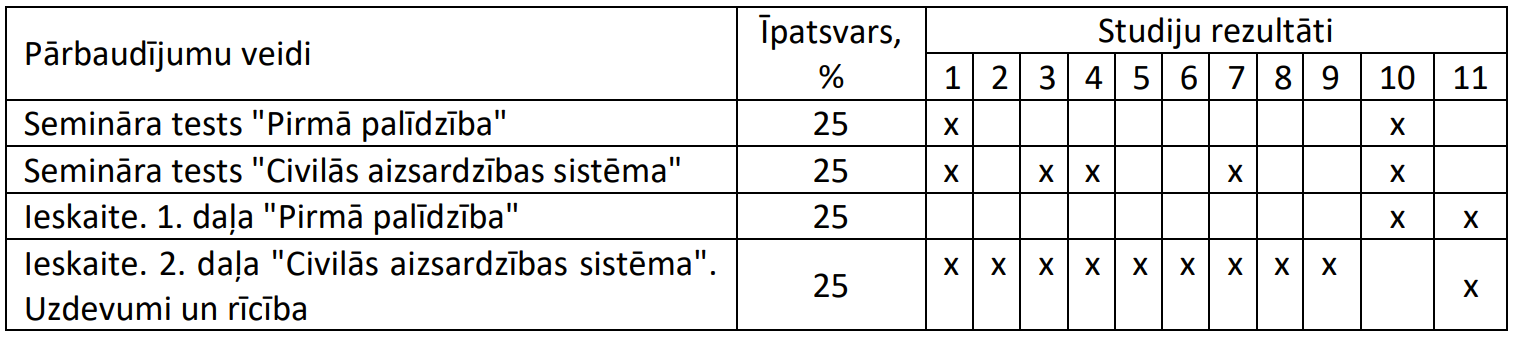 Pārbaudījumu veidi Īpatsvars, % Studiju rezultāti
1 2 3 4 5 6 7 8 9 10 11
Semināra tests "Pirmā palīdzība" 25 x x
Semināra tests "Civilās aizsardzības sistēma" 25 x x x x x
Ieskaite. 1. daļa "Pirmā palīdzība" 25 x x
Ieskaite. 2. daļa "Civilās aizsardzības sistēma". 25 x x x x x x x x x x
Uzdevumi un rīcība